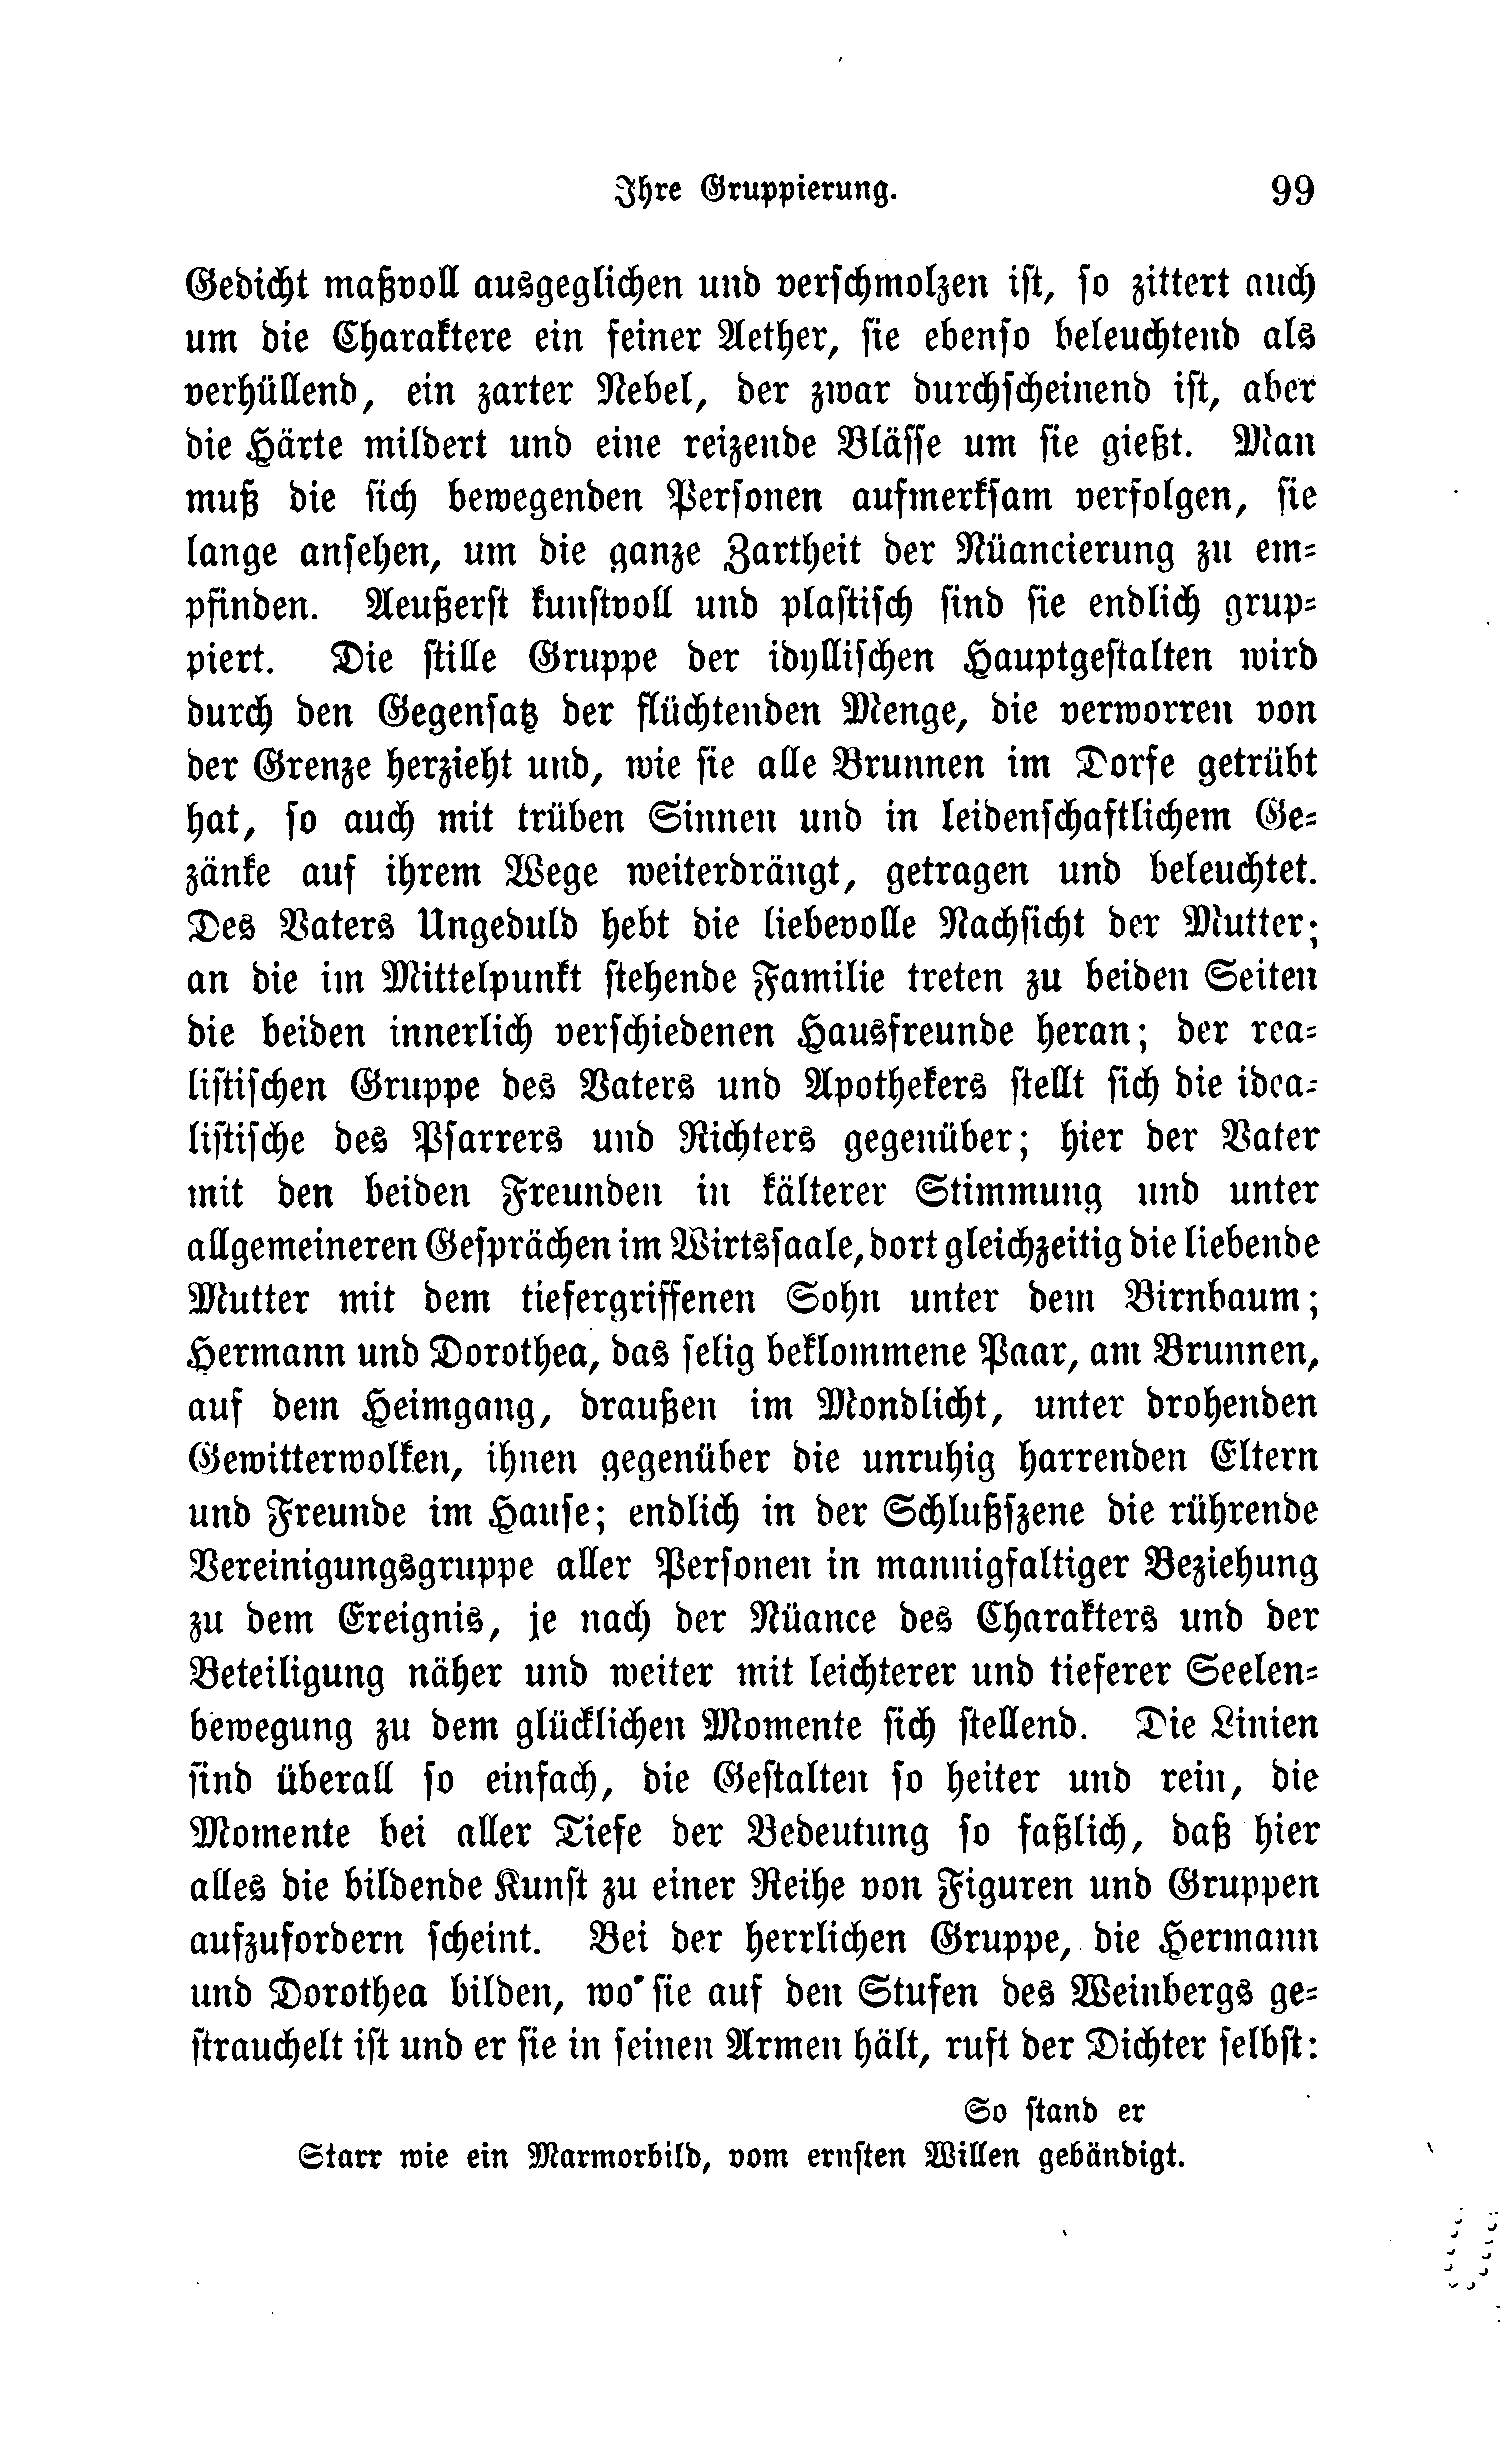 Ihre Gruppierung. 99
Gedicht maßvoll ausgeglichen und verschmolzen ist, so zittert auch
um die Charaktere ein feiner Aether, sie ebenso beleuchtend als
verhüllend, ein zarter Nebel, der zwar durchscheinend ist, aber
die Härte mildert und eine reizende Blässe um sie gießt. Man
muß die sich bewegenden Personen aufmerksam verfolgen, sie
lange ansehen, um die ganze Zartheit der Nüancierung zu em-
pfinden. Aeußerst kunstvoll und plastisch sind sie endlich grup-
piert. Die stille Gruppe der idyllischen Hauptgestalten wird
durch den Gegensatz der flüchtenden Menge, die verworren von
der Grenze herzieht und, wie sie alle Brunnen im Dorfe getrübt
hat, so auch mit trüben Sinnen und in leidenschaftlichem Ge-
zänke auf ihrem Wege weiterdrängt, getragen und beleuchtet.
Des Vaters Ungeduld hebt die liebevolle Nachsicht der Mutter;
an die im Mittelpunkt stehende Familie treten zu beiden Seiten
die beiden innerlich verschiedenen Hausfreunde heran; der rea-
listischen Gruppe des Vaters und Apothekers stellt sich die idea-
listische des Pfarrers und Richters gegenüber; hier der Vater
mit den beiden Freunden in kälterer Stimmung und unter
allgemeineren Gesprächen im Wirtssaale, dort gleichzeitig die liebende
Mutter mit dem tiefergriffenen Sohn unter dem Birnbaum;
Hermann und Dorothea, das selig beklommene Paar, am Brunnen,
auf dem Heimgang, draußen im Mondlicht, unter drohenden
Gewitterwolken, ihnen gegenüber die unruhig harrenden Eltern
und Freunde im Hause; endlich in der Schlußszene die rührende
Vereinigungsgruppe aller Personen in mannigfaltiger Beziehung
zu dem Ereignis, je nach der Nüance des Charakters und der
Beteiligung näher und weiter mit leichterer und tieferer Seelen-
bewegung zu dem glücklichen Momente sich stellend. Die Linien
sind überall so einfach, die Gestalten so heiter und rein, die
Momente bei aller Tiefe der Bedeutung so faßlich, daß hier
alles die bildende Kunst zu einer Reihe von Figuren und Gruppen
aufzufordern scheint. Bei der herrlichen Gruppe, die Hermann
und Dorothea bilden, wo sie auf den Stufen des Weinbergs ge-
strauchelt ist und er sie in seinen Armen hält, ruft der Dichter selbst:
So stand er
Starr wie ein Marmorbild, vom ernsten Willen gebändigt.